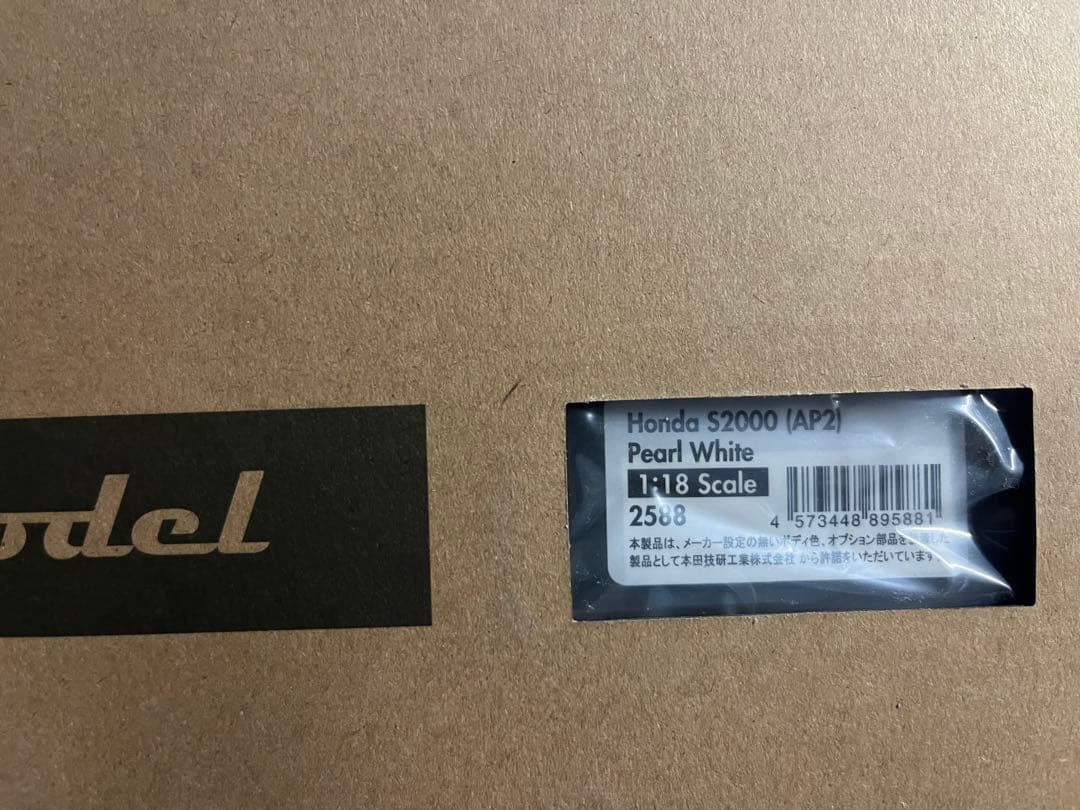 odel
Honda S2000 (AP2)
Pearl White
1:18 Scale
2588
4 573448 895881
本製品は、メーカー設定の無いボディ色、オプション部品を
製品として本田技研工業株式会社 から許諾をいただいています。